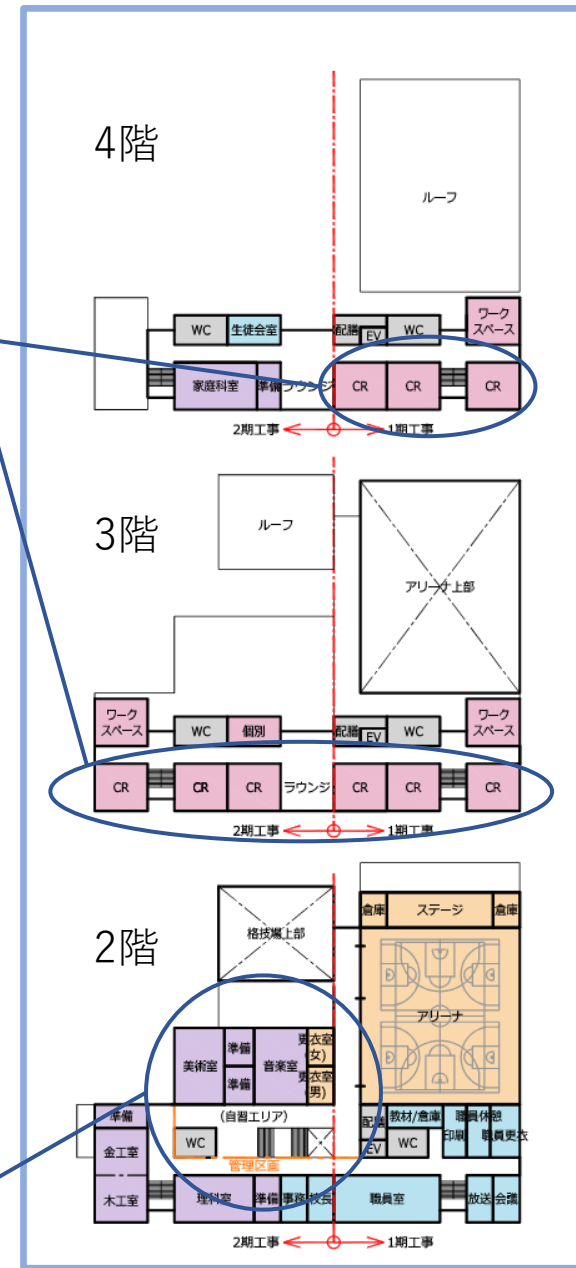 4階
ルーフ
WC
生徒会室
配膳
EV
WC
ワーク
スペース
家庭科室
準備
ラウンジ
CR
CR
CR
2期工事
1期工事
3階
ルーフ
アリーナ上部
ワーク
スペース
WC
個別
配膳
EV
WC
ワーク
スペース
CR
CR
CR
ラウンジ
CR
CR
CR
2期工事
1期工事
2階
格技場上部
倉庫
ステージ
倉庫
アリーナ
美術室
準備
準備
音楽室
更衣室
(女)
更衣室
(男)
準備
(自習エリア)
配膳
EV
教材/倉庫
WC
職員休憩
印刷
職員更衣
金工室
WC
管理区画
木工室
理科室
準備
事務
校長
職員室
放送
会議
2期工事
1期工事